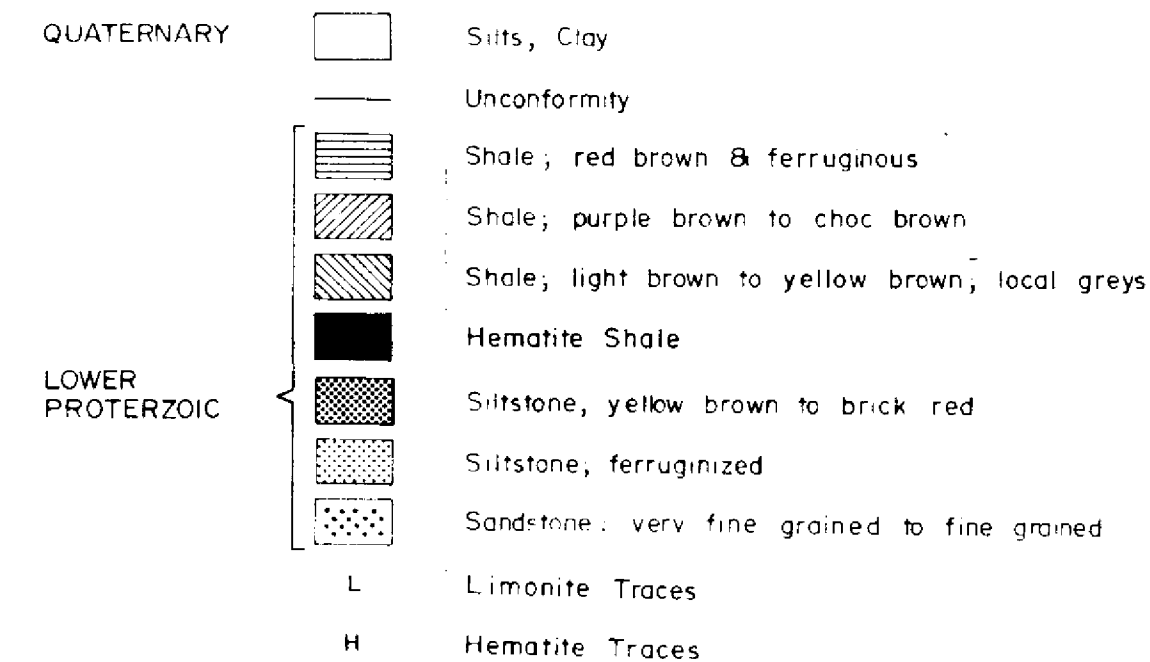 QUATERNARY
Silts, Clay
Unconformity
Shale; red brown & ferruginous
Shale; purple brown to choc brown
Shale; light brown to yellow brown; local greys
Hematite Shale
LOWER
PROTERZOIC
Siltstone, yellow brown to brick red
Siltstone; ferruginized
Sandstone: very fine grained to fine grained
L Limonite Traces
H Hematite Traces